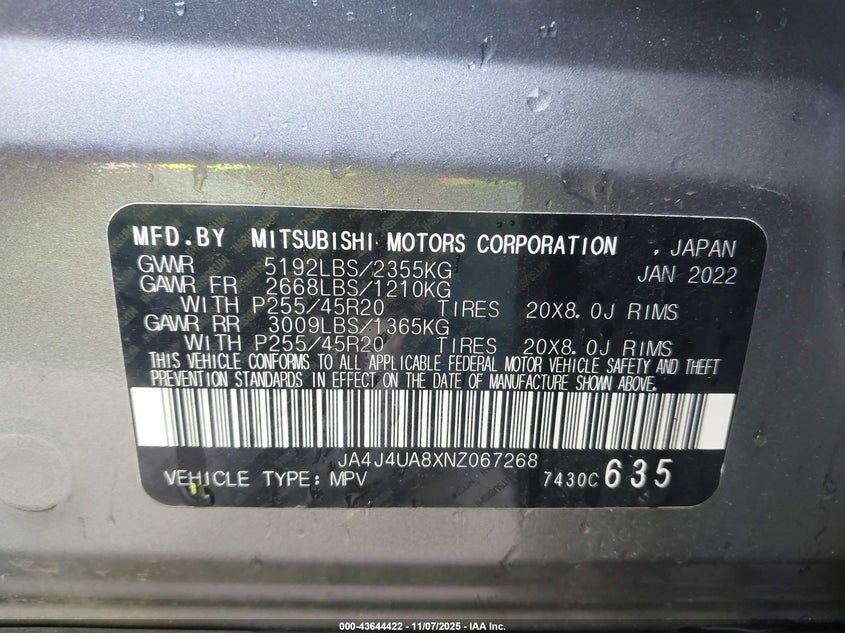 MFD.BY MITSUBISHI MOTORS CORPORATION , JAPAN
GVWR 5192LBS/2355KG JAN 2022
GAWR FR 2668LBS/1210KG
WITH P255/45R20 TIRES 20X8.0J RIMS
GAWR RR 3009LBS/1365KG
WITH P255/45R20 TIRES 20X8.0J RIMS
THIS VEHICLE CONFORMS TO ALL APPLICABLE FEDERAL MOTOR VEHICLE SAFETY AND THEFT
PREVENTION STANDARDS IN EFFECT ON THE DATE OF MANUFACTURE SHOWN ABOVE.
JA4J4UA8XNZ067268
VEHICLE TYPE: MPV 7430C 635
000-43644422 - 11/07/2025 - IAA Inc.